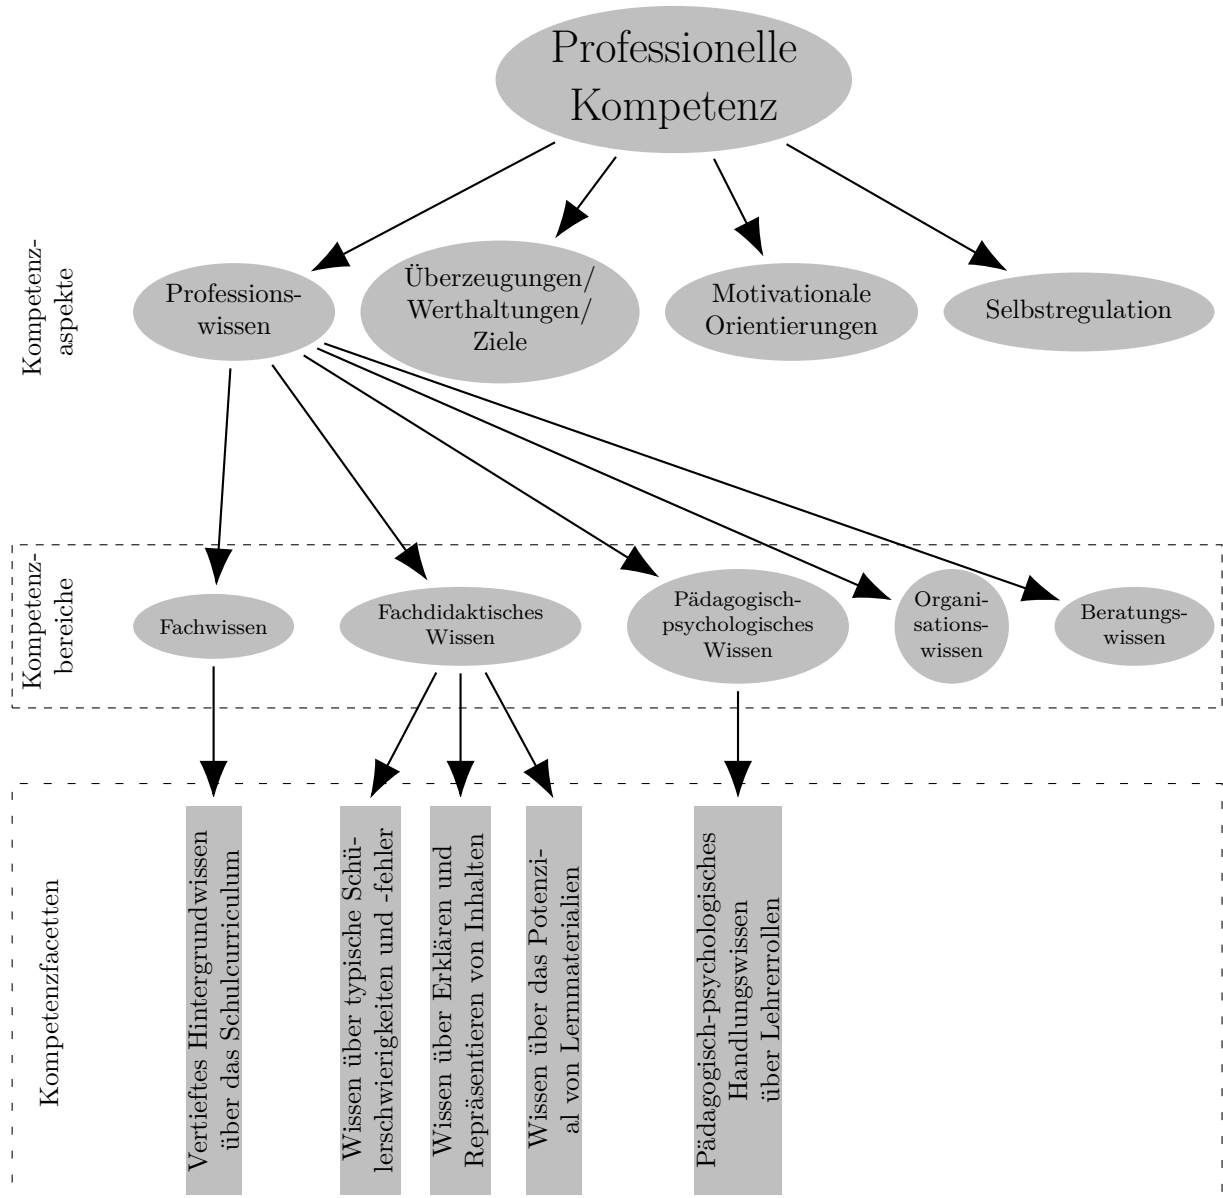 Professionelle
Kompetenz
Kompetenz-
aspekte
Professions-
wissen
Überzeugungen/
Werthaltungen/
Ziele
Motivationale
Orientierungen
Selbstregulation
Kompetenz-
bereiche
Fachwissen
Fachdidaktisches
Wissen
Pädagogisch-
psychologisches
Wissen
Organi-
sations-
wissen
Beratungs-
wissen
Kompetenzfacetten
Vertieftes Hintergrundwissen
über das Schulcurriculum
Wissen über typische Schü-
lerschwierigkeiten und -fehler
Wissen über Erklären und
Repräsentieren von Inhalten
Wissen über das Potenzi-
al von Lernmaterialien
Pädagogisch-psychologisches
Handlungswissen
über Lehrerrollen